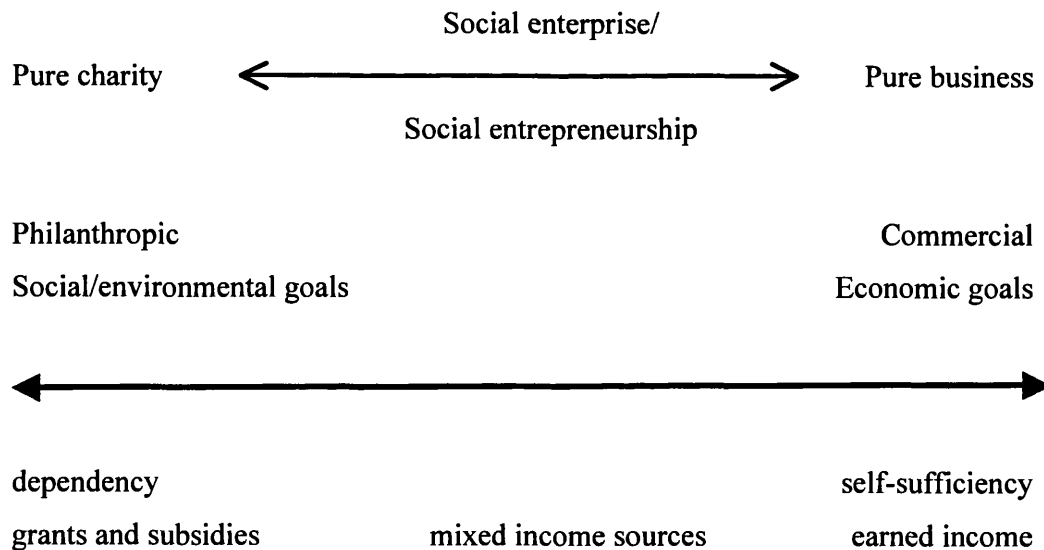 Social enterprise/
Pure charity Pure business
Social entrepreneurship
Philanthropic Commercial
Social/environmental goals Economic goals
dependency self-sufficiency
grants and subsidies mixed income sources earned income